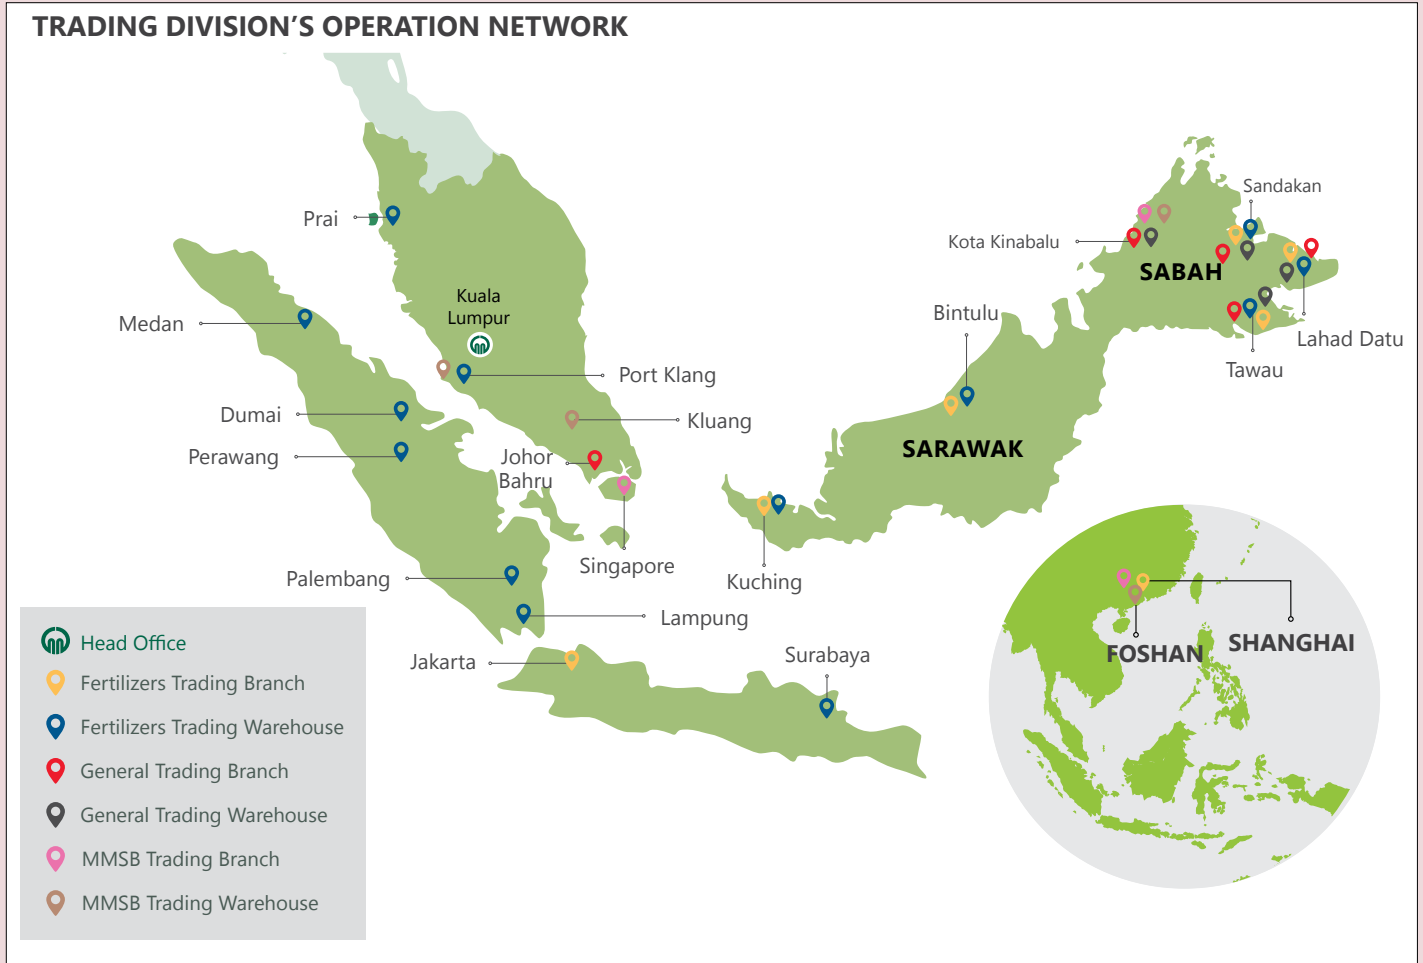 TRADING DIVISION'S OPERATION NETWORK
Prai
Medan
Dumai
Perawang
Palembang
Kuala
Lumpur
Port Klang
Kluang
Johor
Bahru
Singapore
Lampung
Jakarta
Surabaya
Kuching
Bintulu
SARAWAK
Kota Kinabalu
SABAH
Sandakan
Lahad Datu
Tawau
FOSHAN
SHANGHAI
Head Office
Fertilizers Trading Branch
Fertilizers Trading Warehouse
General Trading Branch
General Trading Warehouse
MMSB Trading Branch
MMSB Trading Warehouse